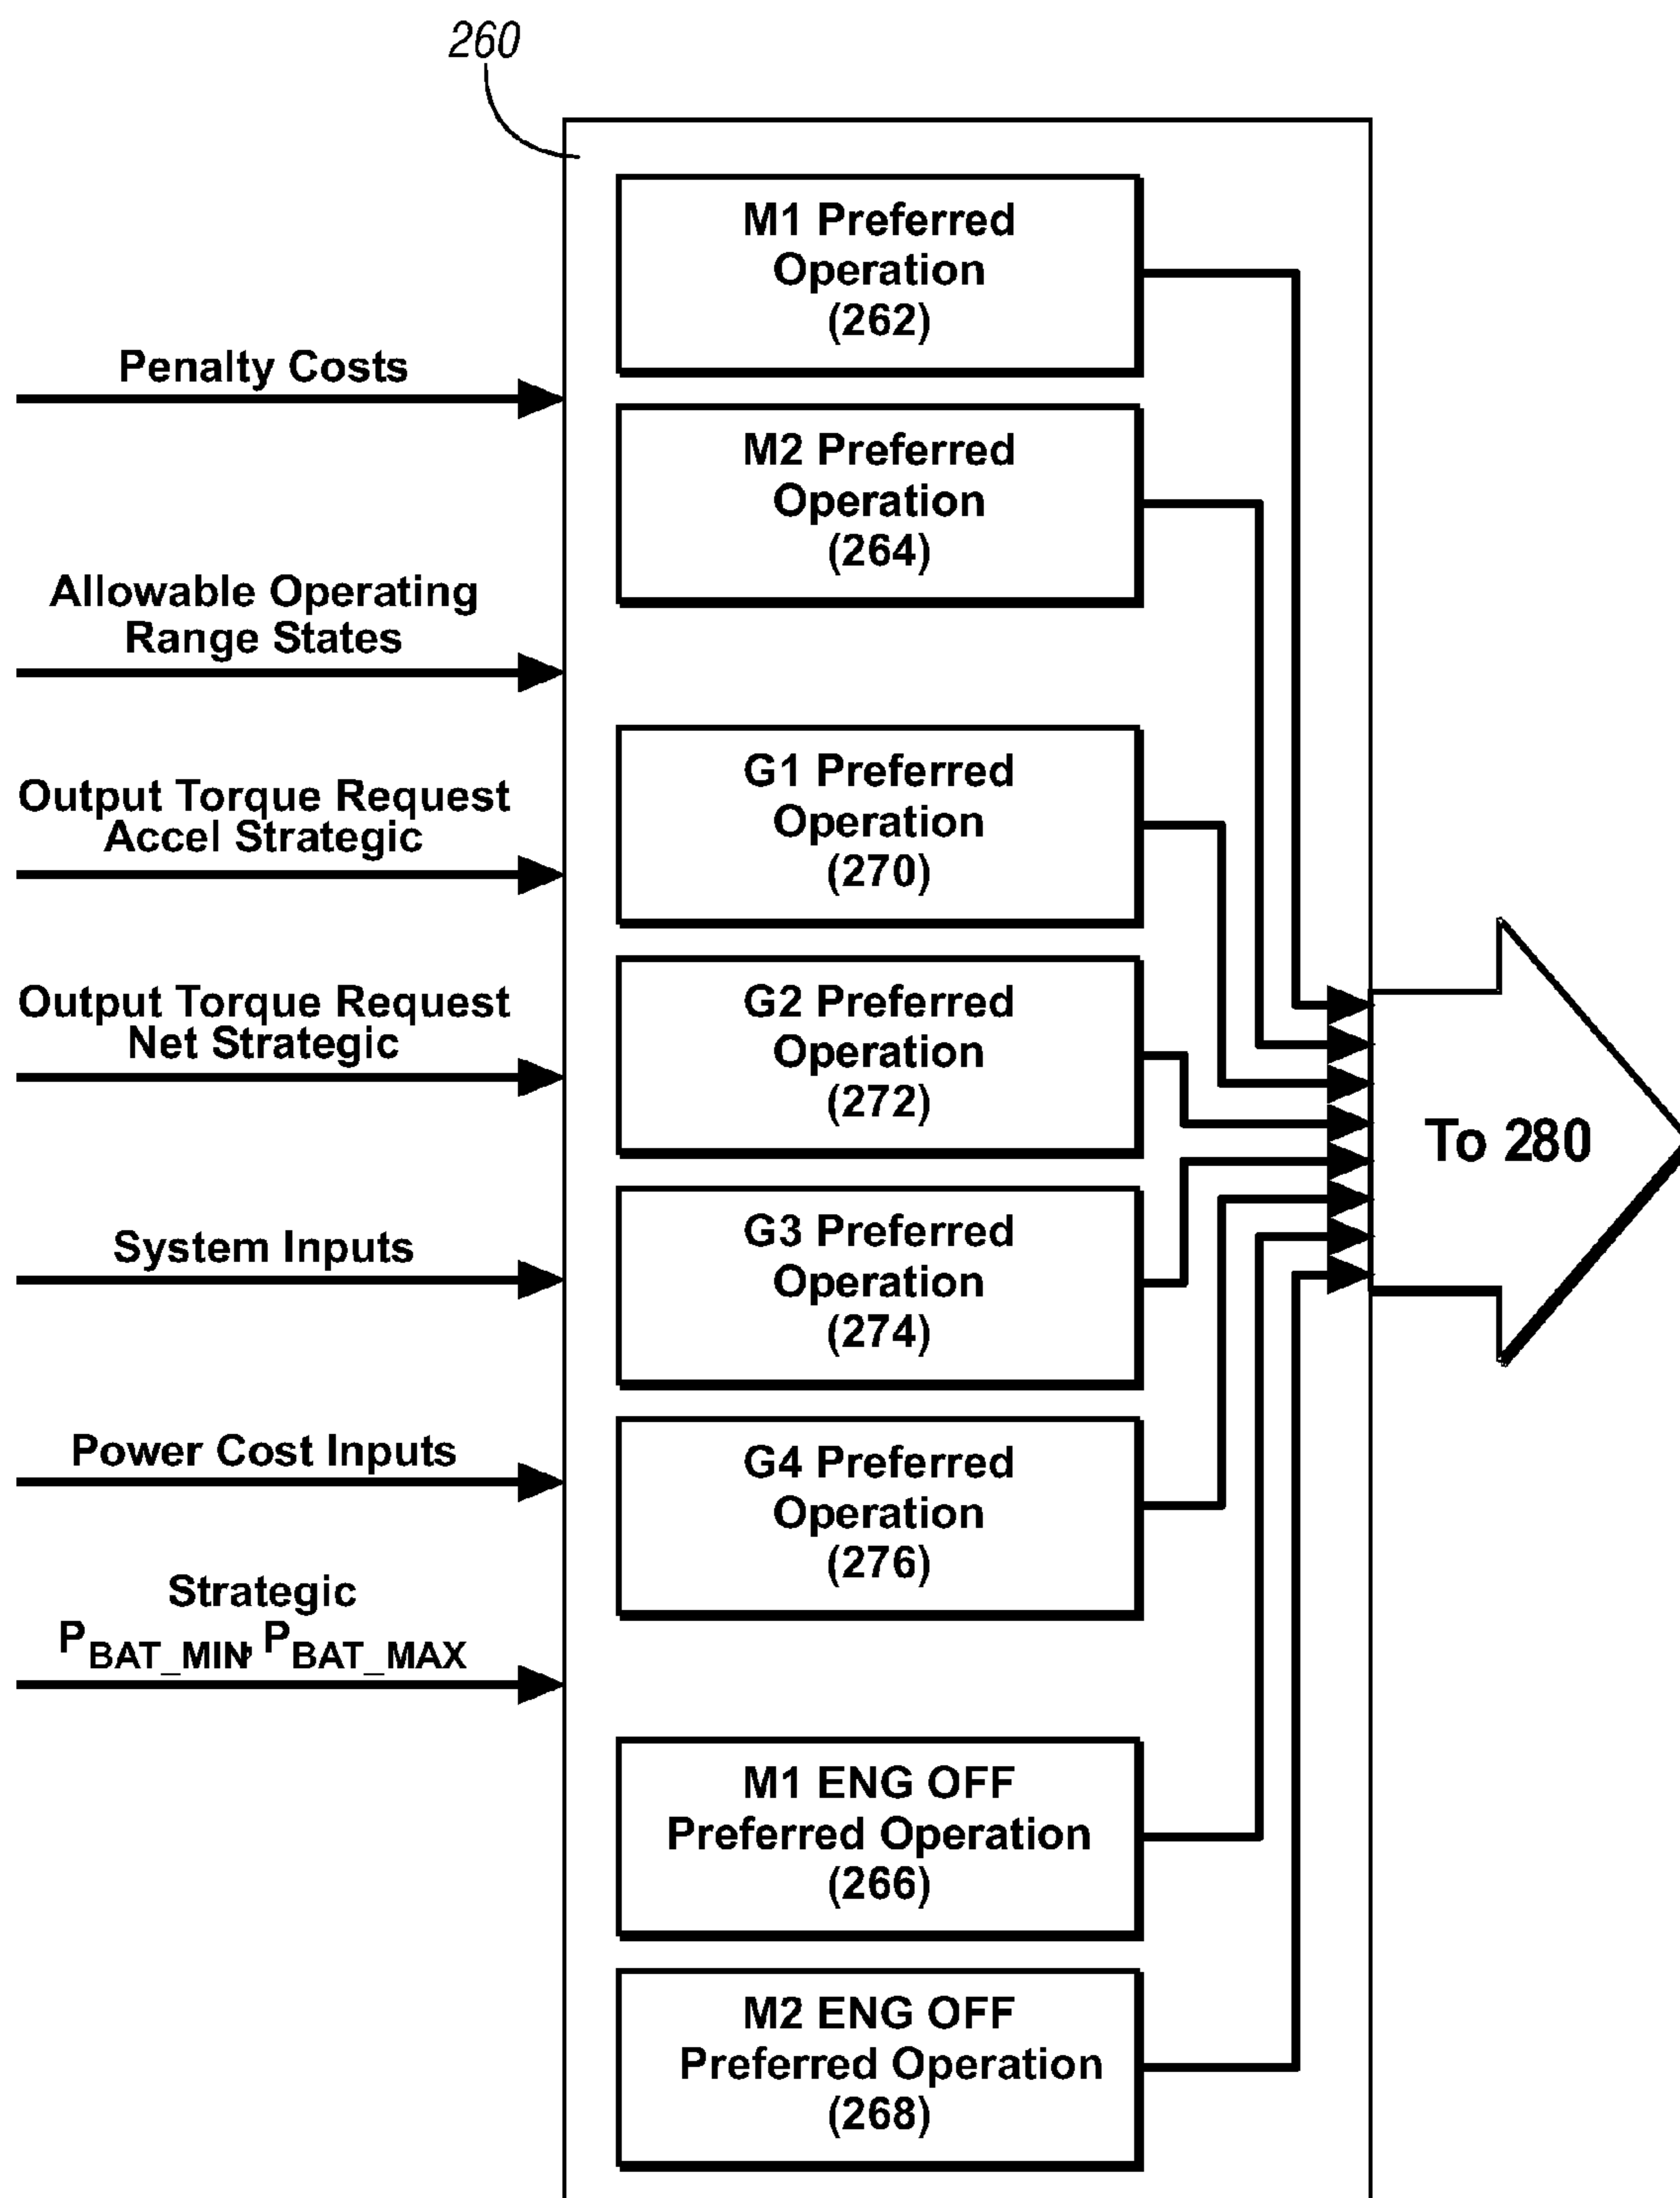 260
Penalty Costs
Allowable Operating
Range States
Output Torque Request
Accel Strategic
Output Torque Request
Net Strategic
System Inputs
Power Cost Inputs
Strategic
PBAT_MIN, PBAT_MAX
M1 Preferred
Operation
(262)
M2 Preferred
Operation
(264)
G1 Preferred
Operation
(270)
G2 Preferred
Operation
(272)
G3 Preferred
Operation
(274)
G4 Preferred
Operation
(276)
M1 ENG OFF
Preferred Operation
(266)
M2 ENG OFF
Preferred Operation
(268)
To 280